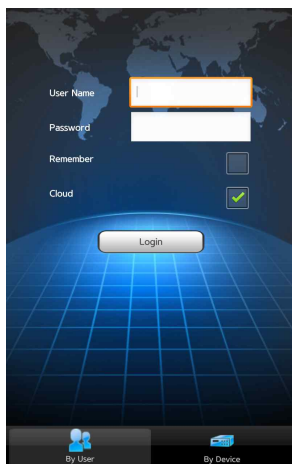 User Name
Password
Remember
Cloud
Login
By User
By Device